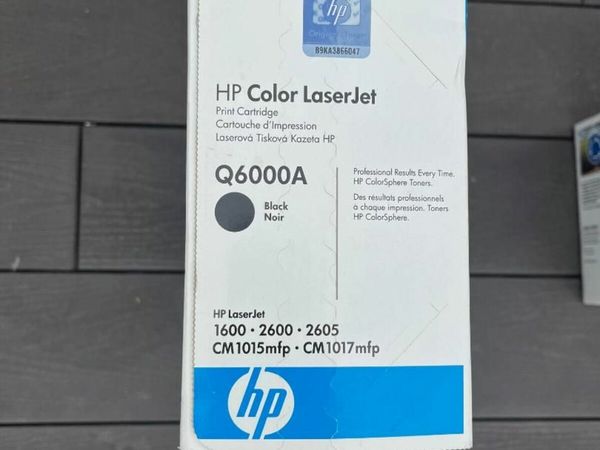 hp
B9KA3866047
HP Color LaserJet
Print Cartridge
Cartouche d'Impression
Laserová Tisková Kazeta HP
Q6000A
Black
Noir
Professional Results Every Time.
HP ColorSphere Toners.
Des résultats professionnels
à chaque impression. Toners
HP ColorSphere.
HP LaserJet
1600 • 2600 • 2605
CM1015mfp • CM1017mfp
hp